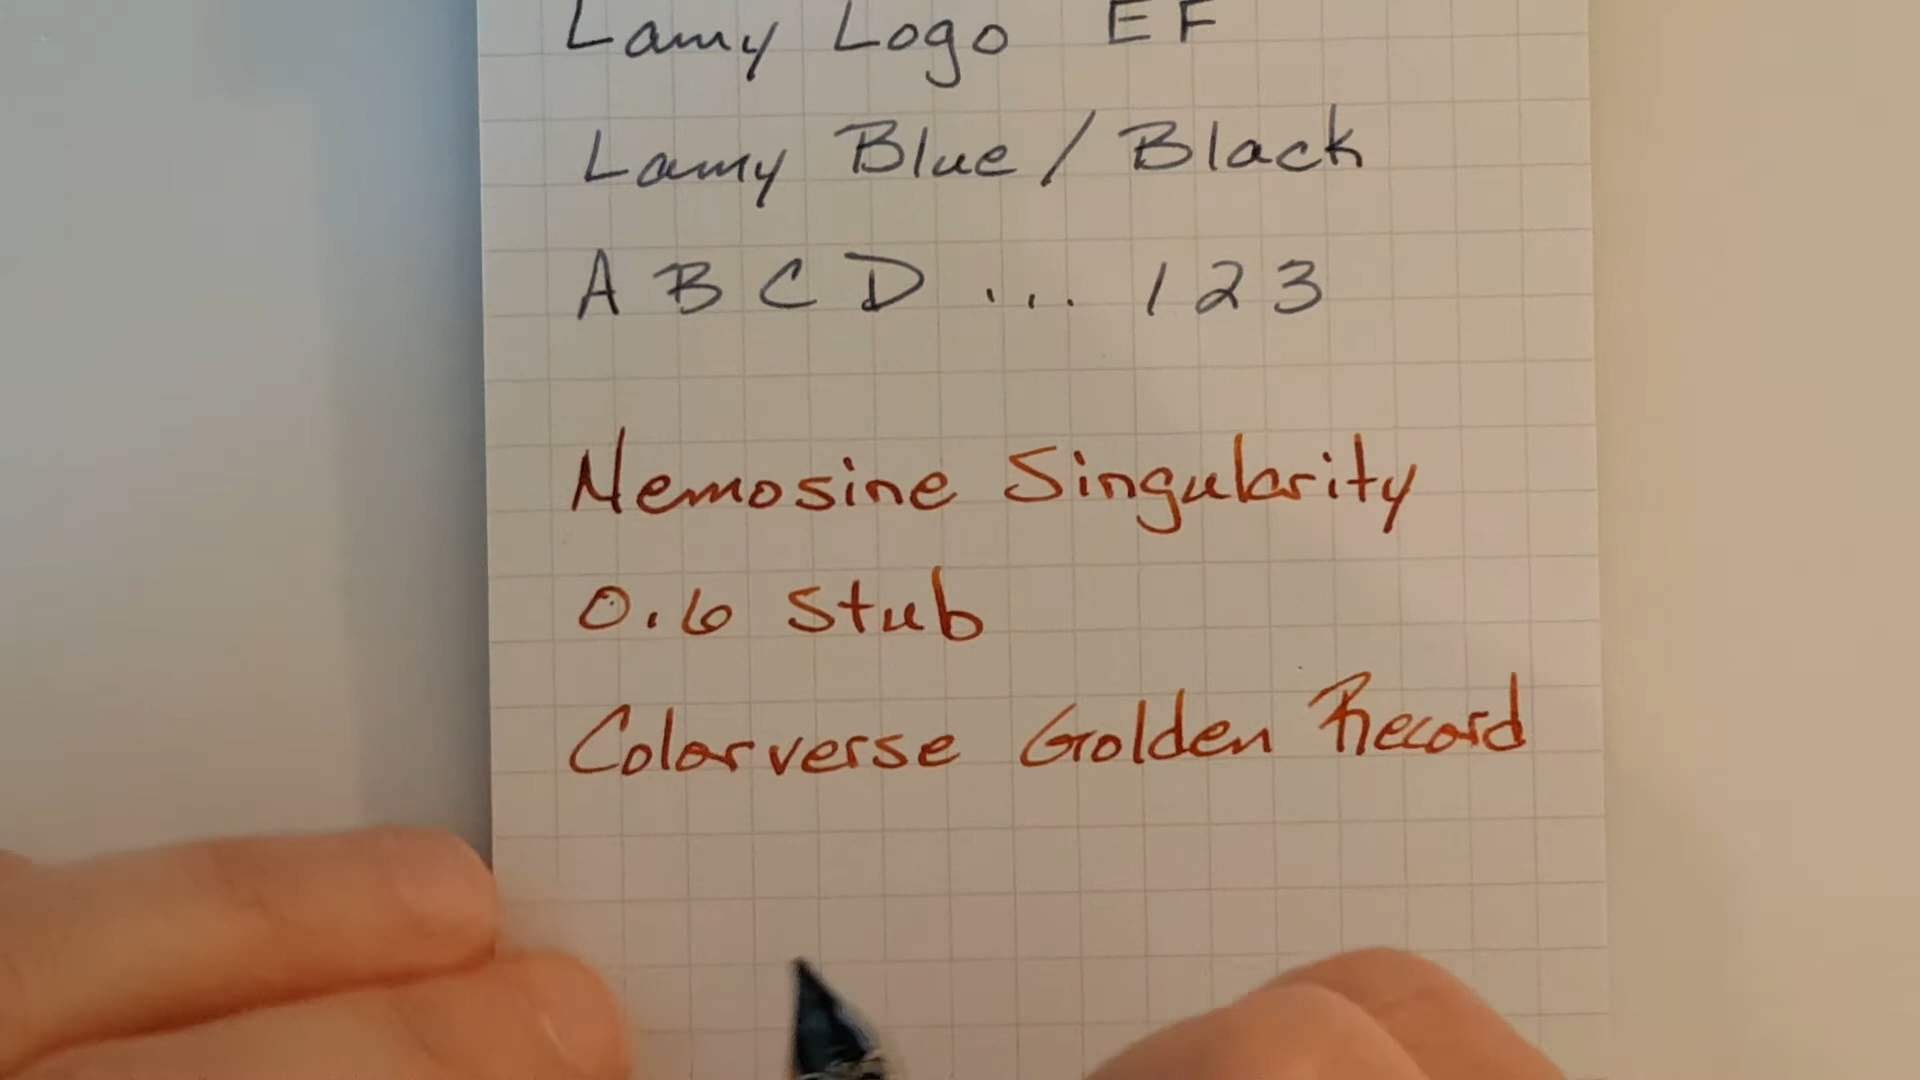 Lamy Logo EF
Lamy Blue / Black
A B C D ... 1 2 3
Nemosine Singularity
0.6 Stub
Colorverse Golden Record